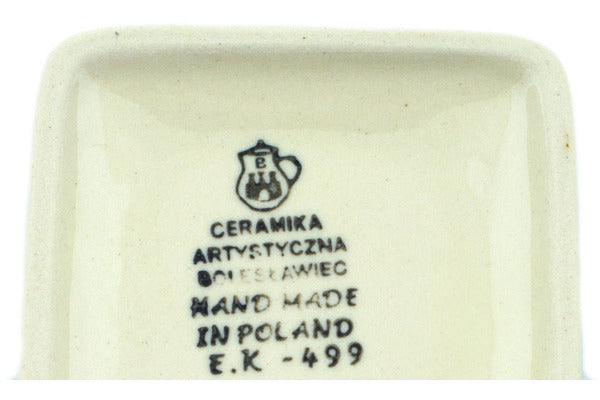 B
CERAMIKA
ARTYSTYCZNA
BOLESŁAWIEC
HAND MADE
IN POLAND
E.K - 499